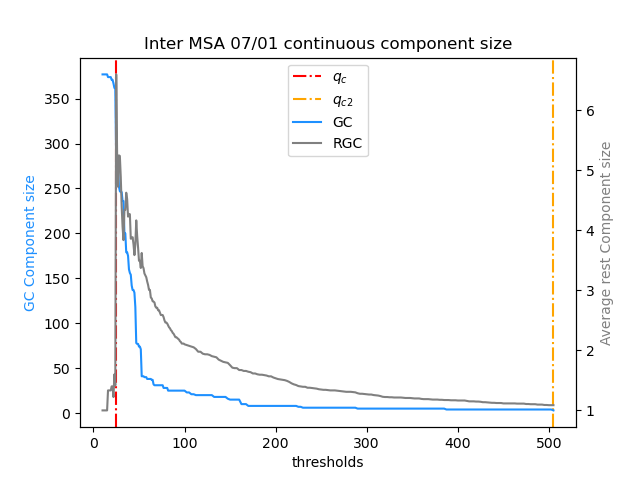 Inter MSA 07/01 continuous component size
q_c
q_c2
GC
RGC
GC Component size
Average rest Component size
350
300
250
200
150
100
50
0
6
5
4
3
2
1
0 100 200 300 400 500
thresholds